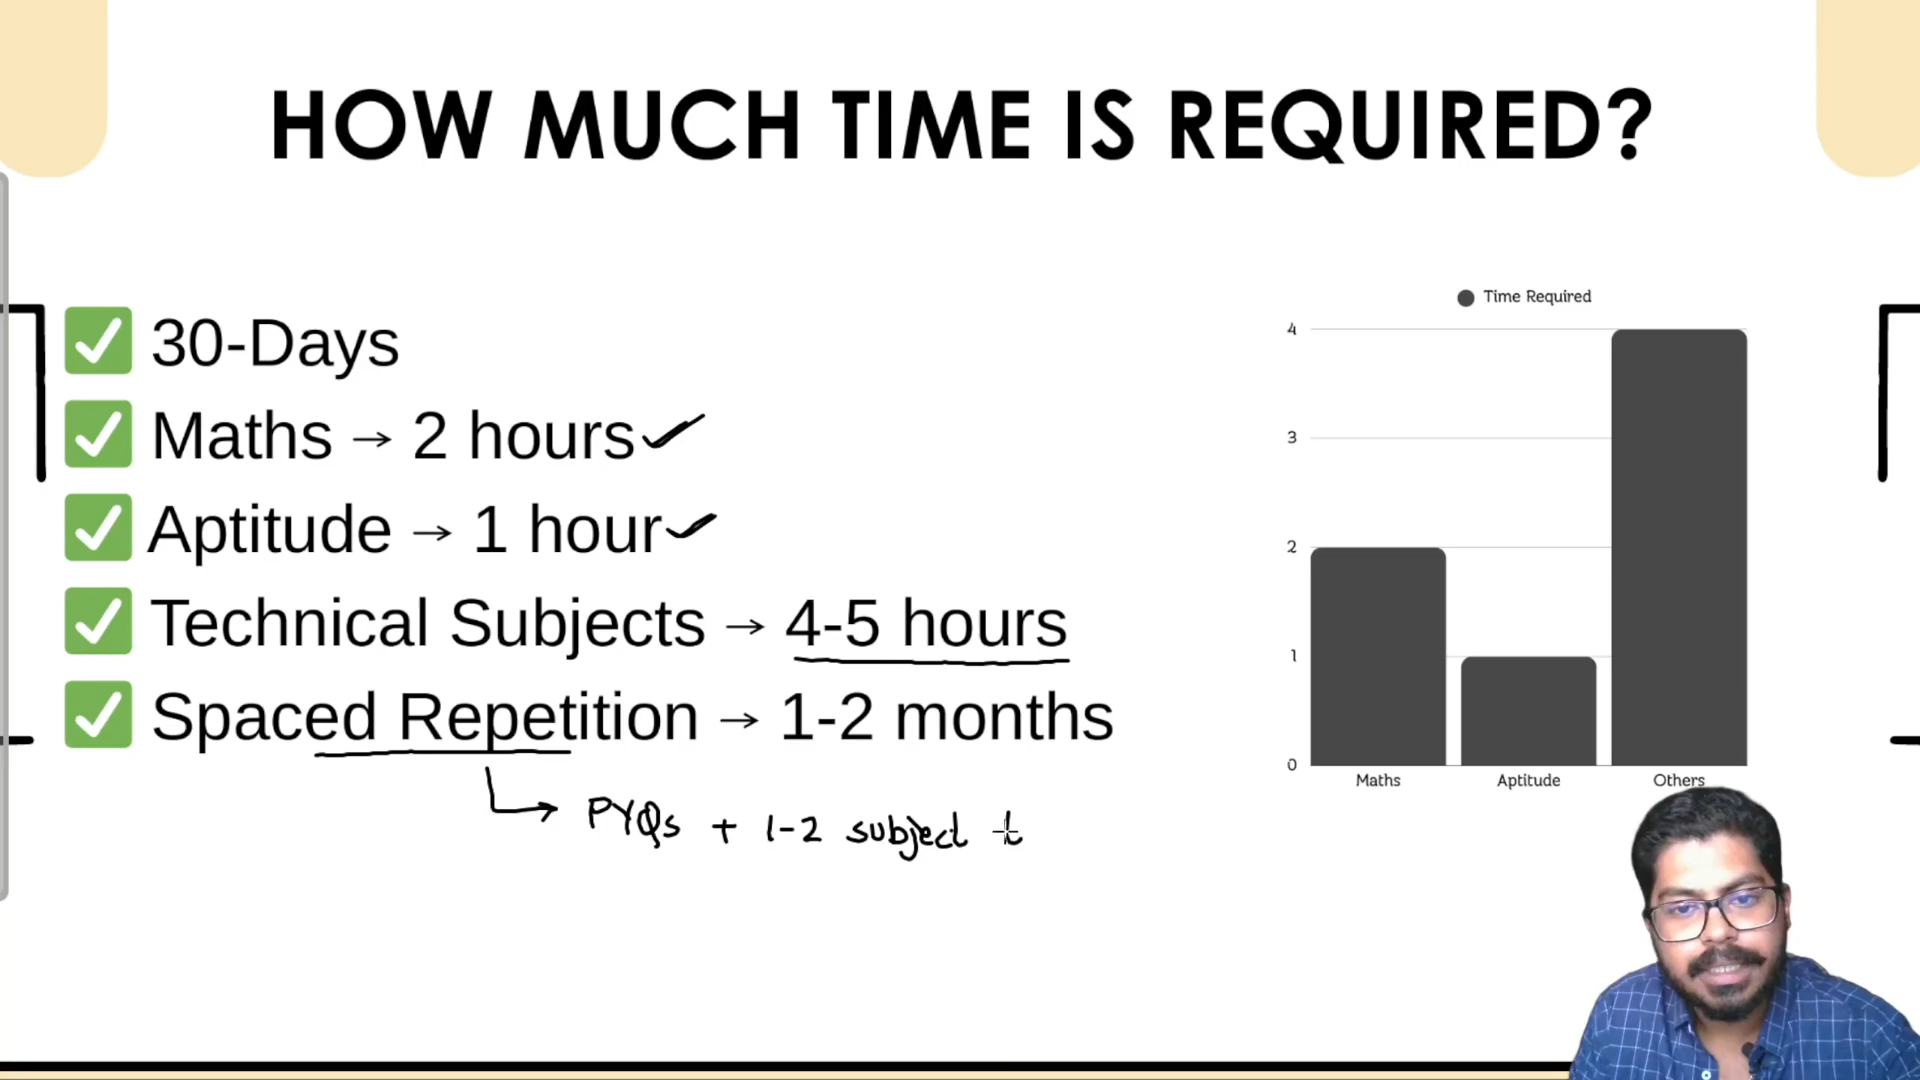 HOW MUCH TIME IS REQUIRED?
✅ 30-Days
✅ Maths → 2 hours ✓
✅ Aptitude → 1 hour ✓
✅ Technical Subjects → 4-5 hours
✅ Spaced Repetition → 1-2 months
→ PYQs + 1-2 subject t
Time Required
4
3
2
1
0
Maths Aptitude Others